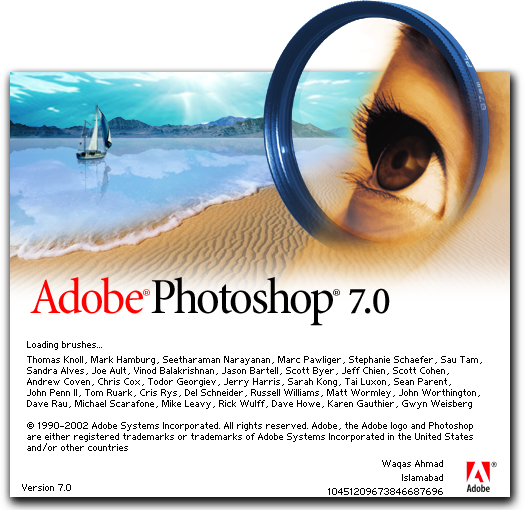 Adobe® Photoshop® 7.0
Loading brushes...
Thomas Knoll, Mark Hamburg, Seetharaman Narayanan, Marc Pawliger, Stephanie Schaefer, Sau Tam,
Sandra Alves, Joe Ault, Vinod Balakrishnan, Jason Bartell, Scott Byer, Jeff Chien, Scott Cohen,
Andrew Coven, Chris Cox, Todor Georgiev, Jerry Harris, Sarah Kong, Tai Luxon, Sean Parent,
John Penn II, Tom Ruark, Cris Rys, Del Schneider, Russell Williams, Matt Wormley, John Worthington,
Dave Rau, Michael Scarafone, Mike Leavy, Rick Wulff, Dave Howe, Karen Gauthier, Gwyn Weisberg
© 1990-2002 Adobe Systems Incorporated. All rights reserved. Adobe, the Adobe logo and Photoshop
are either registered trademarks or trademarks of Adobe Systems Incorporated in the United States
and/or other countries
Waqas Ahmad
Islamabad
10451209673846687696
Version 7.0
Adobe®